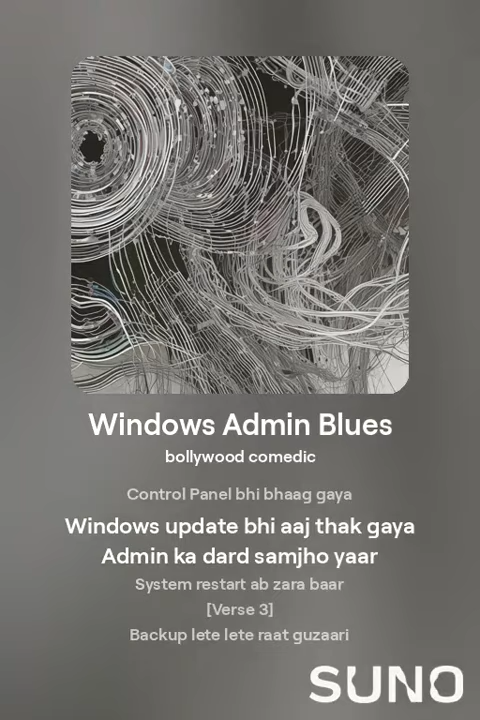 Windows Admin Blues
bollywood comedic
Control Panel bhi bhaag gaya
Windows update bhi aaj thak gaya
Admin ka dard samjho yaar
System restart ab zara baar
[Verse 3]
Backup lete lete raat guzaari
SUNO